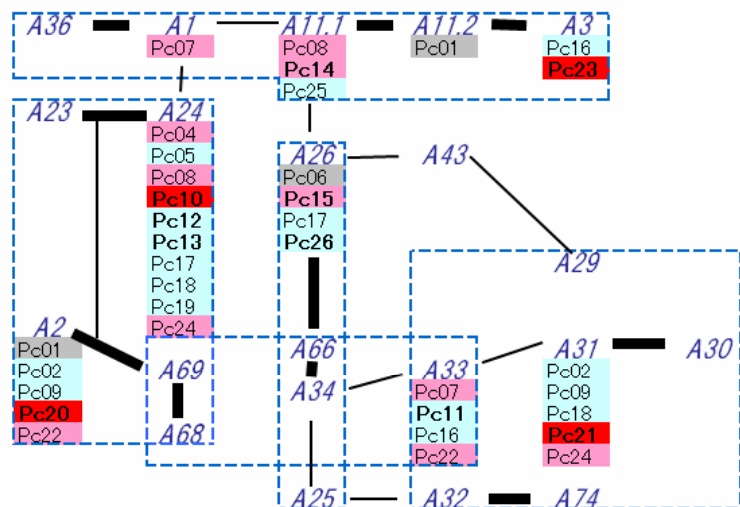 A36 A1 A11.1 A11.2 A3
Pc07 Pc08 Pc01 Pc16
Pc14 Pc23
Pc25
A23 A24
Pc04
Pc05 A26 A43
Pc08 Pc06
Pc10 Pc15
Pc12 Pc17
Pc13 Pc26
Pc17 A29
Pc18
Pc19
A2 Pc24
Pc01 A66 A31 A30
Pc02 A69 A33 Pc02
Pc09 A34 Pc07 Pc09
Pc20 Pc11 Pc18
Pc22 A68 Pc16 Pc21
Pc22 Pc24
A25 A32 A74